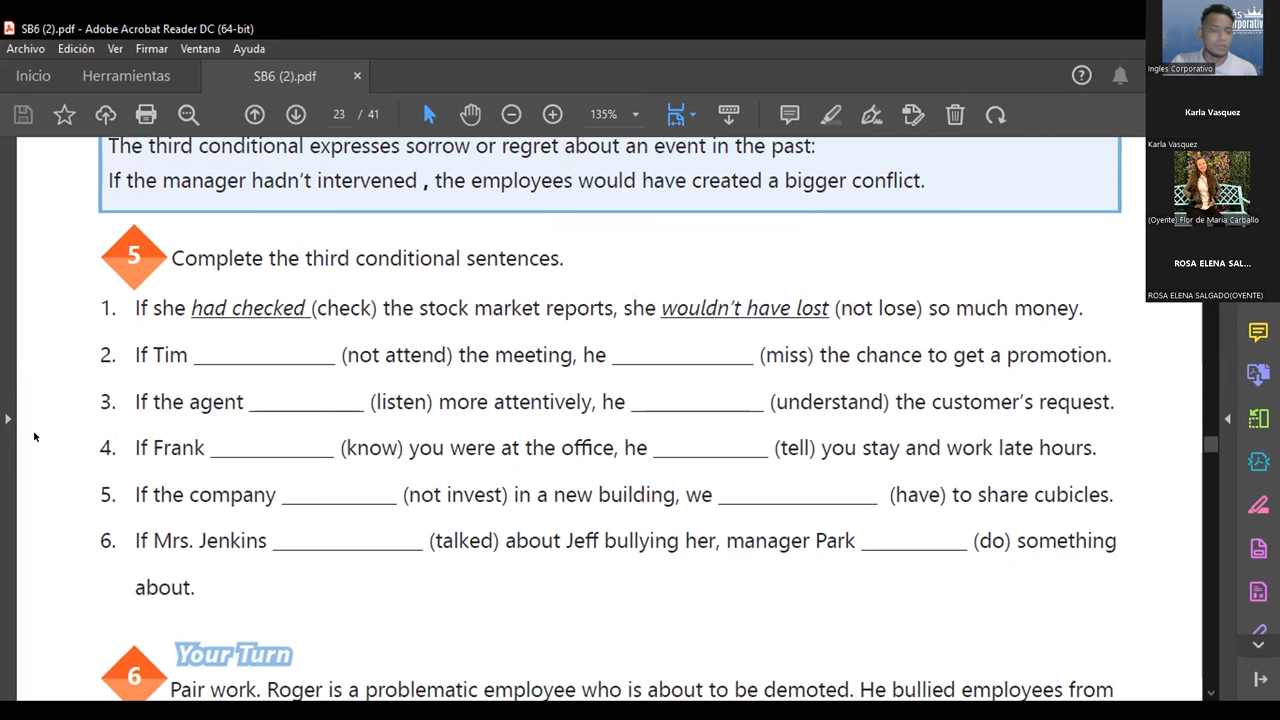 SB6 (2).pdf - Adobe Acrobat Reader DC (64-bit)
Archivo Edición Ver Firmar Ventana Ayuda
Inicio Herramientas SB6 (2).pdf ×
23 / 41 135%
The third conditional expresses sorrow or regret about an event in the past:
If the manager hadn't intervened , the employees would have created a bigger conflict.
5 Complete the third conditional sentences.
1. If she had checked (check) the stock market reports, she wouldn't have lost (not lose) so much money.
2. If Tim ____________ (not attend) the meeting, he ____________ (miss) the chance to get a promotion.
3. If the agent __________ (listen) more attentively, he ___________ (understand) the customer's request.
4. If Frank ___________ (know) you were at the office, he __________ (tell) you stay and work late hours.
5. If the company __________ (not invest) in a new building, we ______________ (have) to share cubicles.
6. If Mrs. Jenkins _____________ (talked) about Jeff bullying her, manager Park _________ (do) something
about.
6 Your Turn
Pair work. Roger is a problematic employee who is about to be demoted. He bullied employees from
Ingles Corporativo
Karla Vasquez
Karla Vasquez
(Oyente) Flor de Maria Carballo
ROSA ELENA SAL...
ROSA ELENA SALGADO(OYENTE)